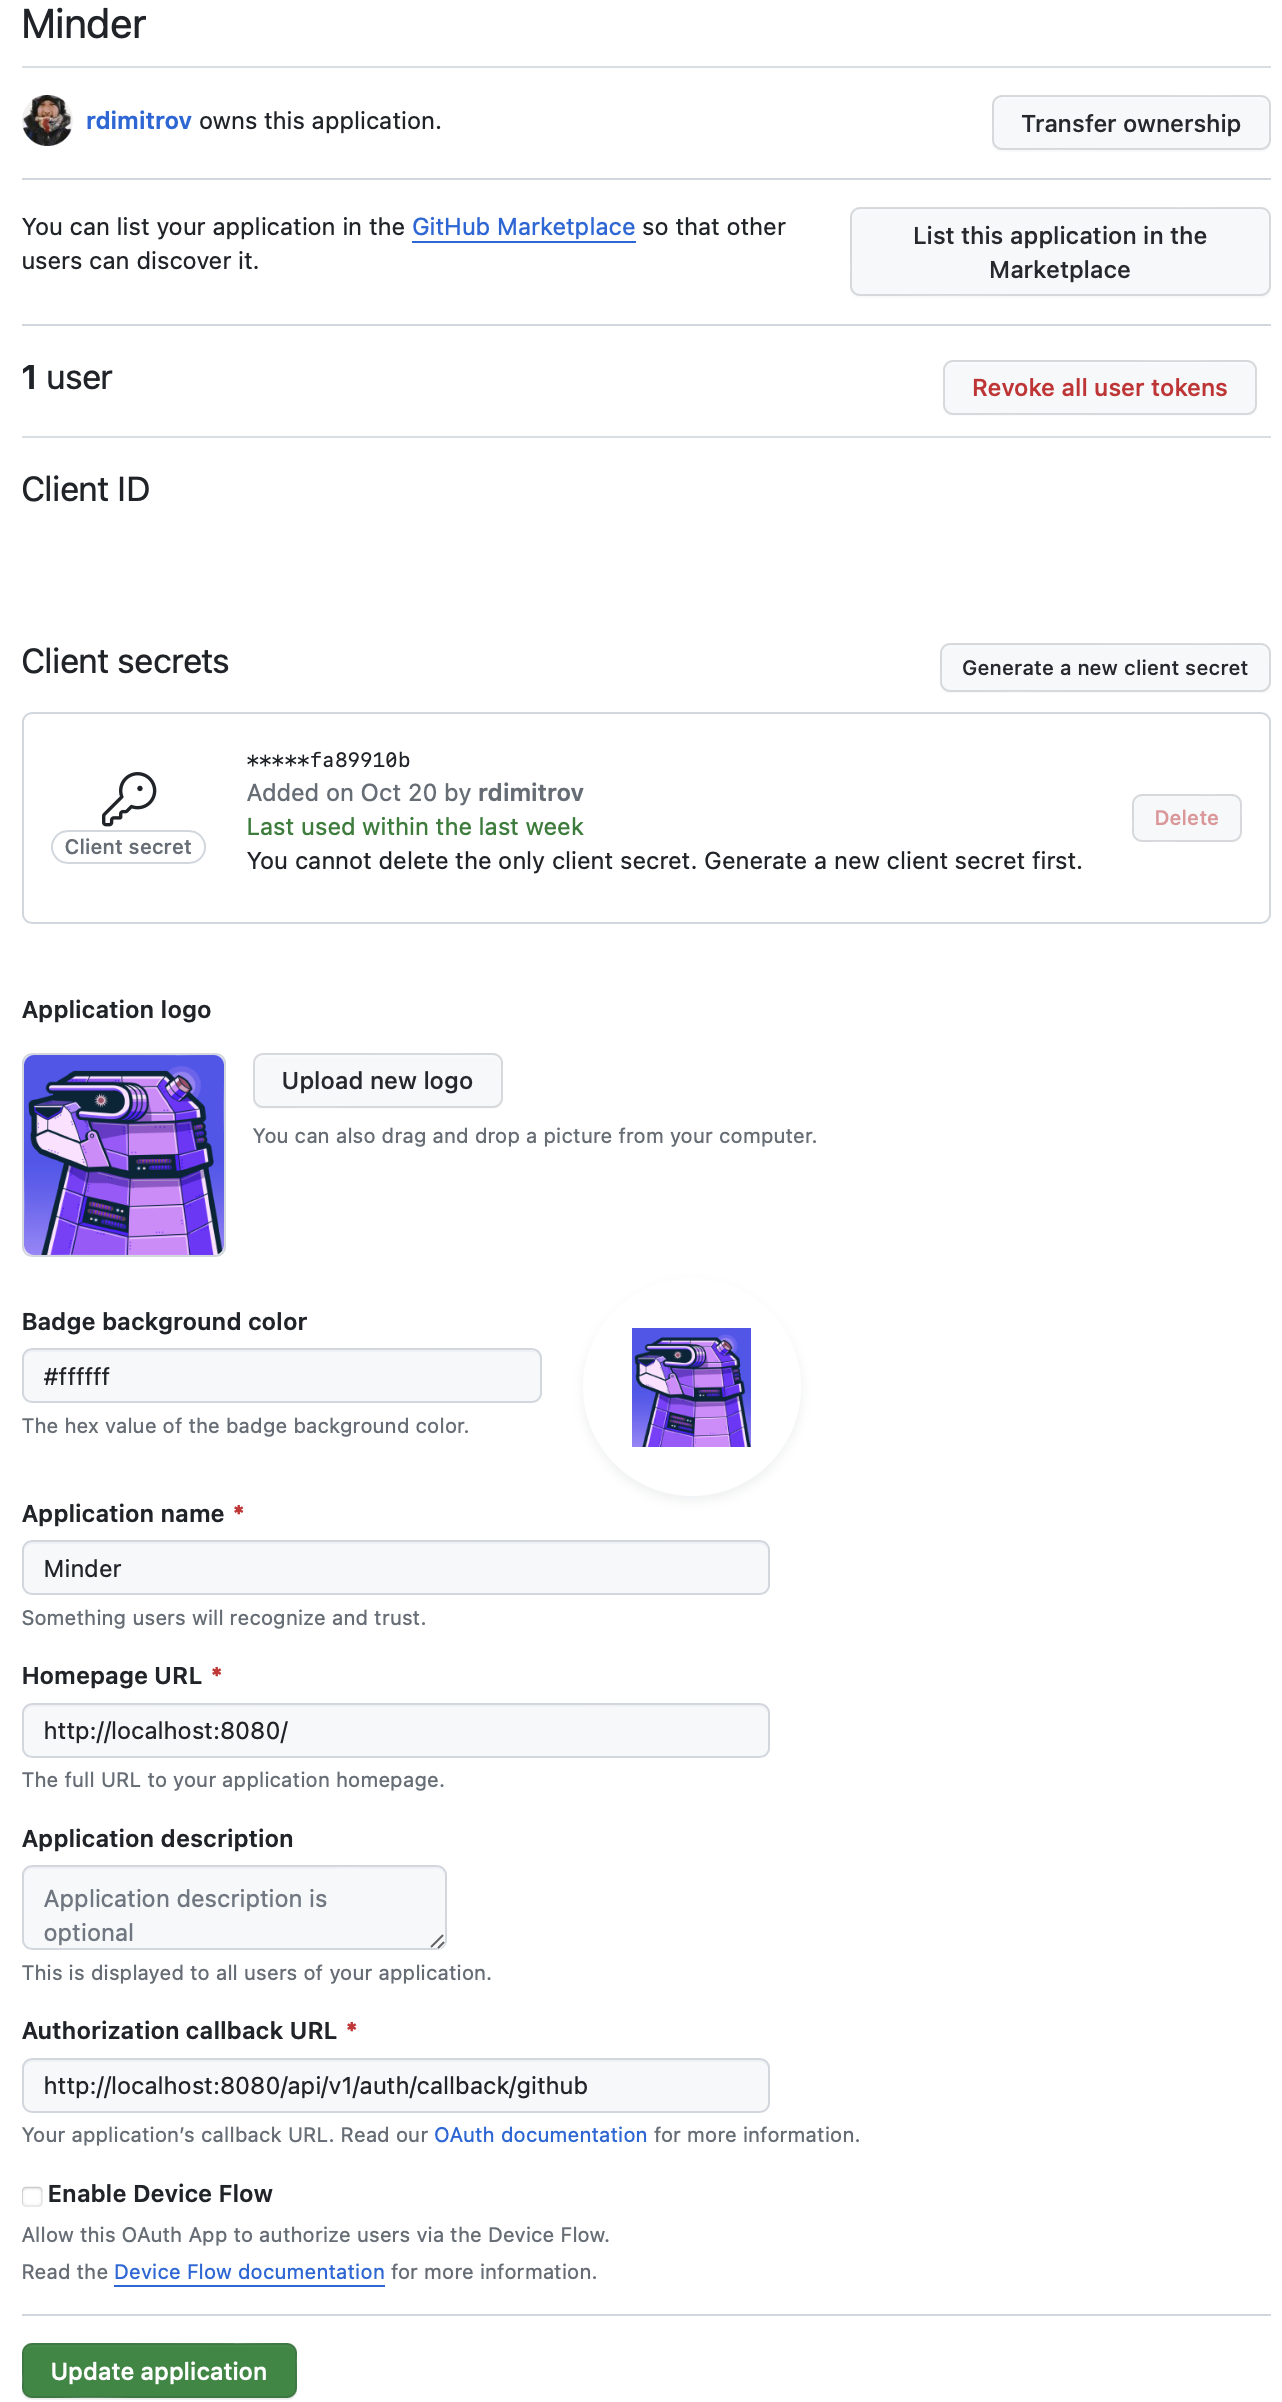 Minder
rdimitrov owns this application.
Transfer ownership
You can list your application in the GitHub Marketplace so that other
users can discover it.
List this application in the
Marketplace
1 user
Revoke all user tokens
Client ID
Client secrets
Generate a new client secret
*****fa89910b
Added on Oct 20 by rdimitrov
Last used within the last week
You cannot delete the only client secret. Generate a new client secret first.
Client secret
Delete
Application logo
Upload new logo
You can also drag and drop a picture from your computer.
Badge background color
#ffffff
The hex value of the badge background color.
Application name *
Minder
Something users will recognize and trust.
Homepage URL *
http://localhost:8080/
The full URL to your application homepage.
Application description
Application description is
optional
This is displayed to all users of your application.
Authorization callback URL *
http://localhost:8080/api/v1/auth/callback/github
Your application’s callback URL. Read our OAuth documentation for more information.
Enable Device Flow
Allow this OAuth App to authorize users via the Device Flow.
Read the Device Flow documentation for more information.
Update application